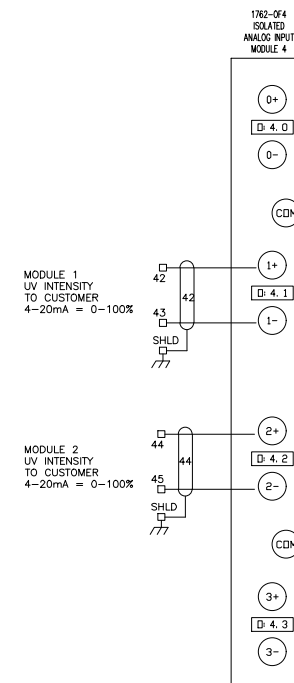 1762-OF4
ISOLATED
ANALOG INPUT
MODULE 4
0+
O: 4. 0
0-
COM
MODULE 1
UV INTENSITY
TO CUSTOMER
4-20mA = 0-100%
42
42
43
SHLD
1+
O: 4. 1
1-
MODULE 2
UV INTENSITY
TO CUSTOMER
4-20mA = 0-100%
44
44
45
SHLD
2+
O: 4. 2
2-
COM
3+
O: 4. 3
3-